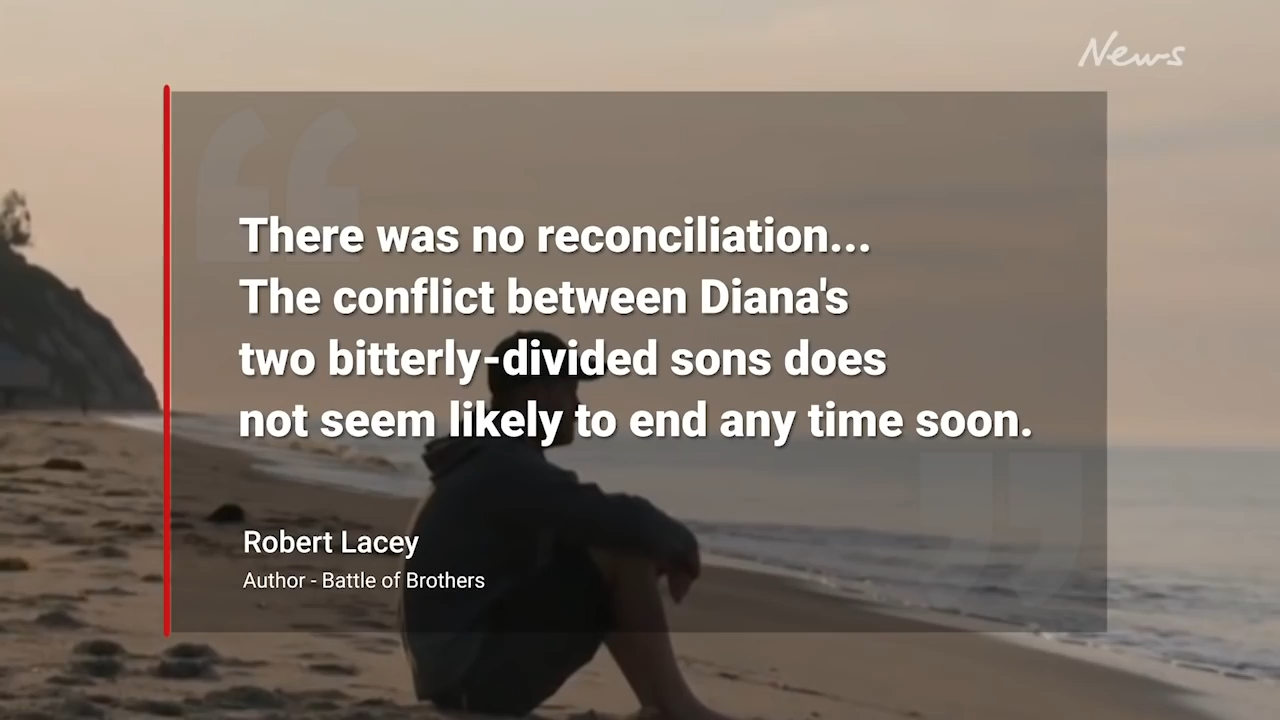 News
There was no reconciliation...
The conflict between Diana's
two bitterly-divided sons does
not seem likely to end any time soon.
Robert Lacey
Author - Battle of Brothers